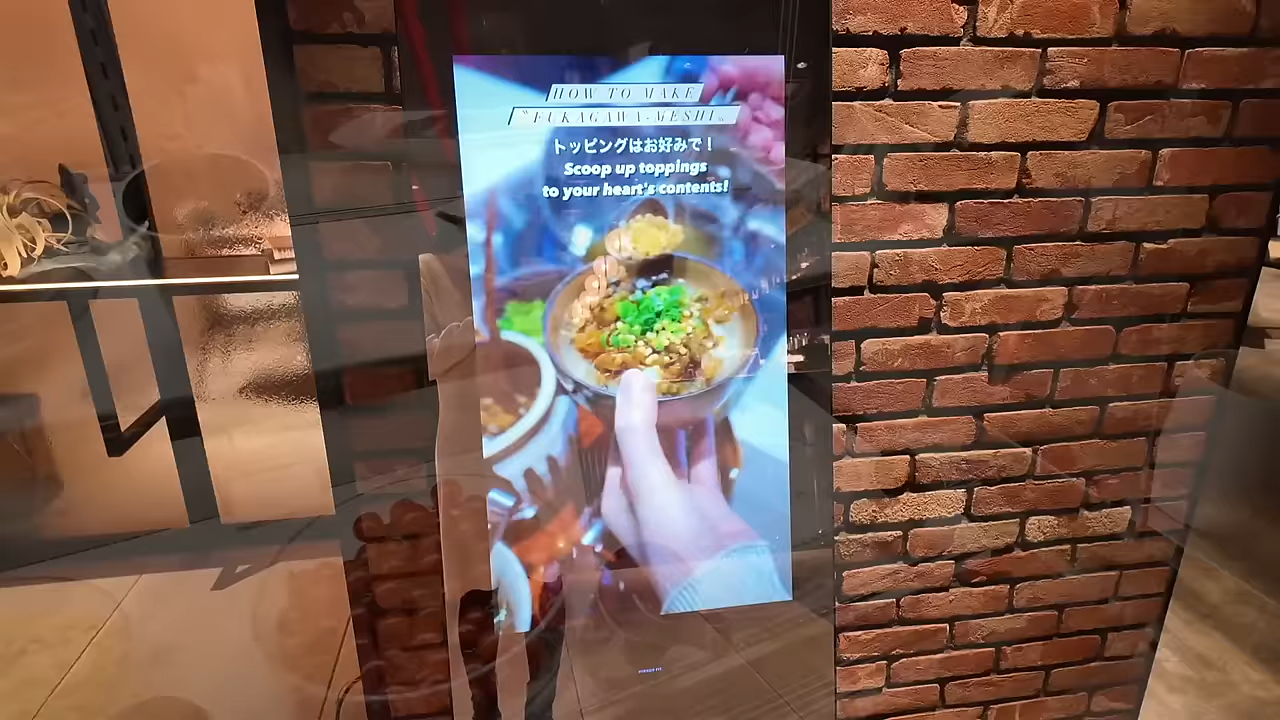 HOW TO MAKE
"FUKAGAWA-MESHI"
トッピングはお好みで！
Scoop up toppings
to your heart's contents!